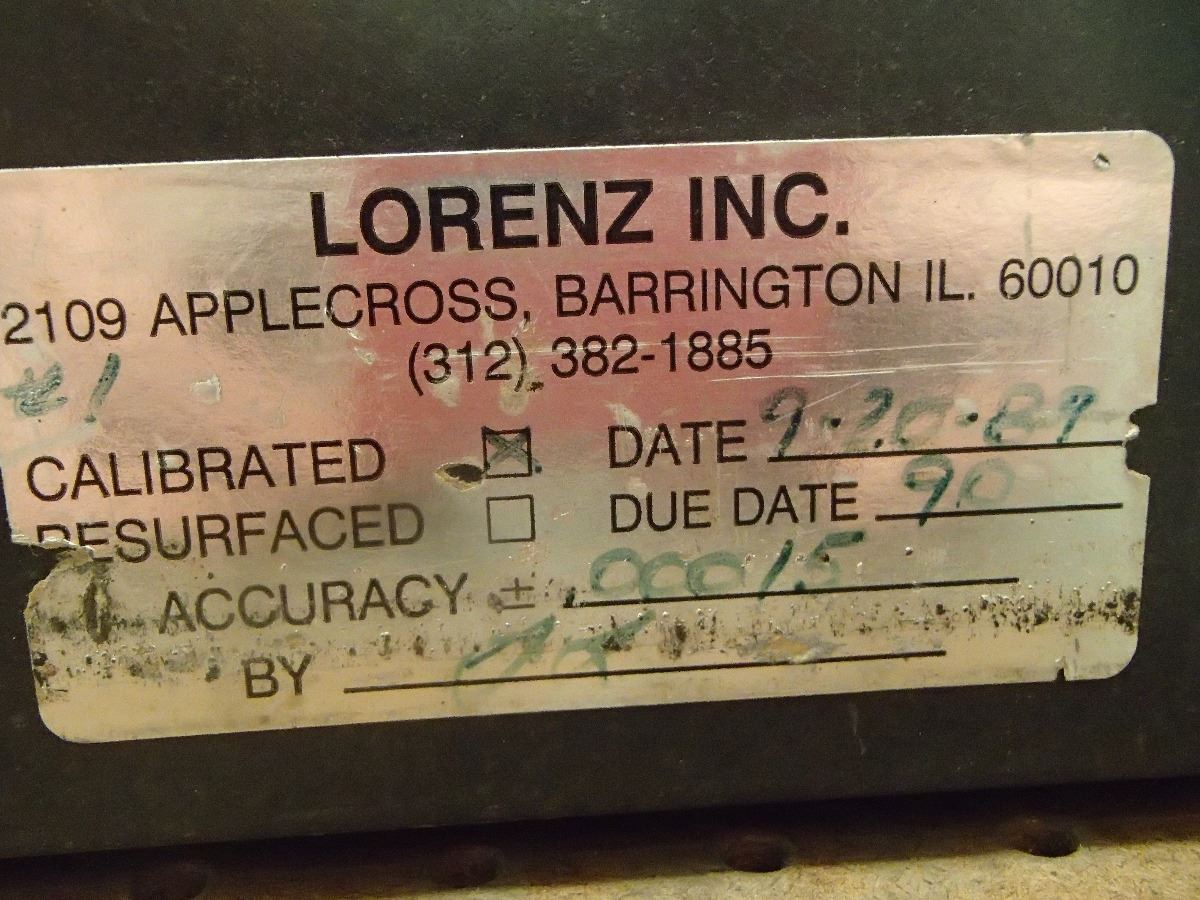 LORENZ INC.
2109 APPLECROSS, BARRINGTON IL. 60010
(312) 382-1885
#1
CALIBRATED DATE 9-20-89
RESURFACED DUE DATE 90
ACCURACY ± .00015
BY